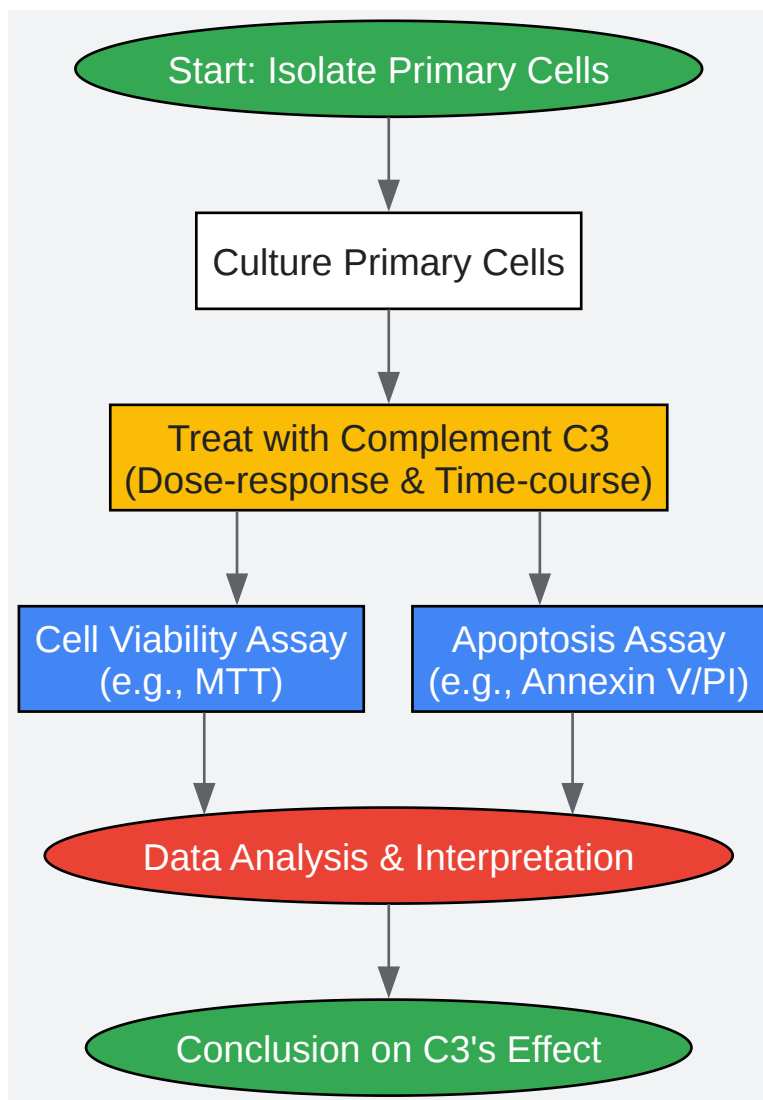 Start: Isolate Primary Cells
Culture Primary Cells
Treat with Complement C3
(Dose-response & Time-course)
Cell Viability Assay
(e.g., MTT)
Apoptosis Assay
(e.g., Annexin V/PI)
Data Analysis & Interpretation
Conclusion on C3's Effect